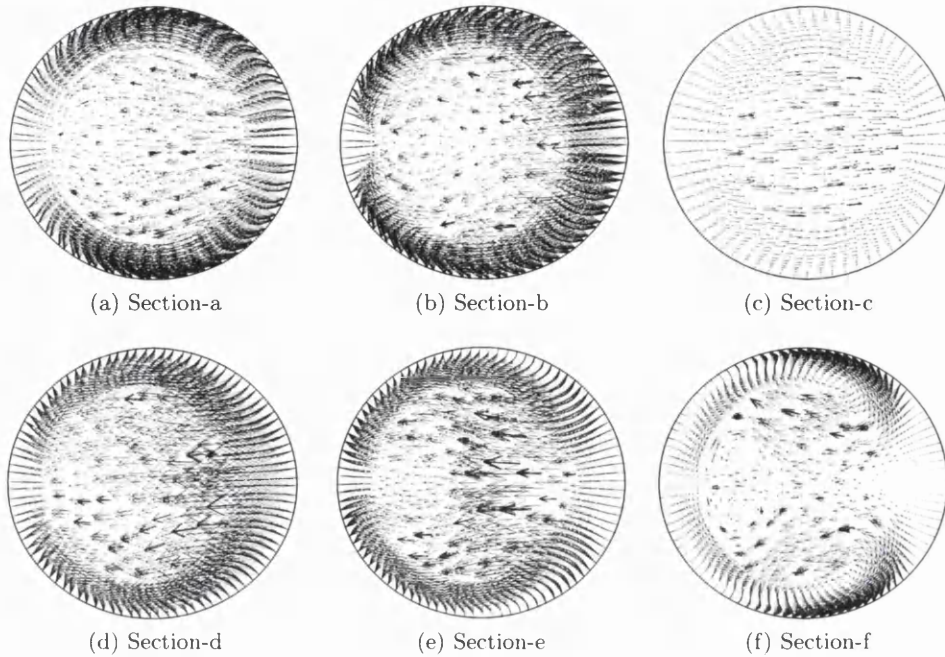 (a) Section-a
(b) Section-b
(c) Section-c
(d) Section-d
(e) Section-e
(f) Section-f